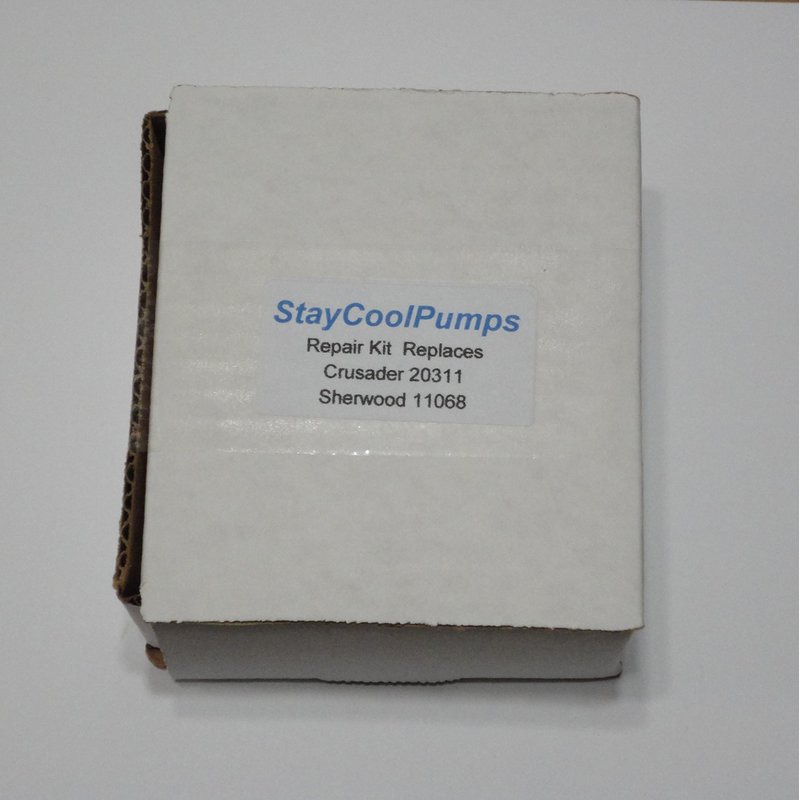 StayCoolPumps
Repair Kit Replaces
Crusader 20311
Sherwood 11068